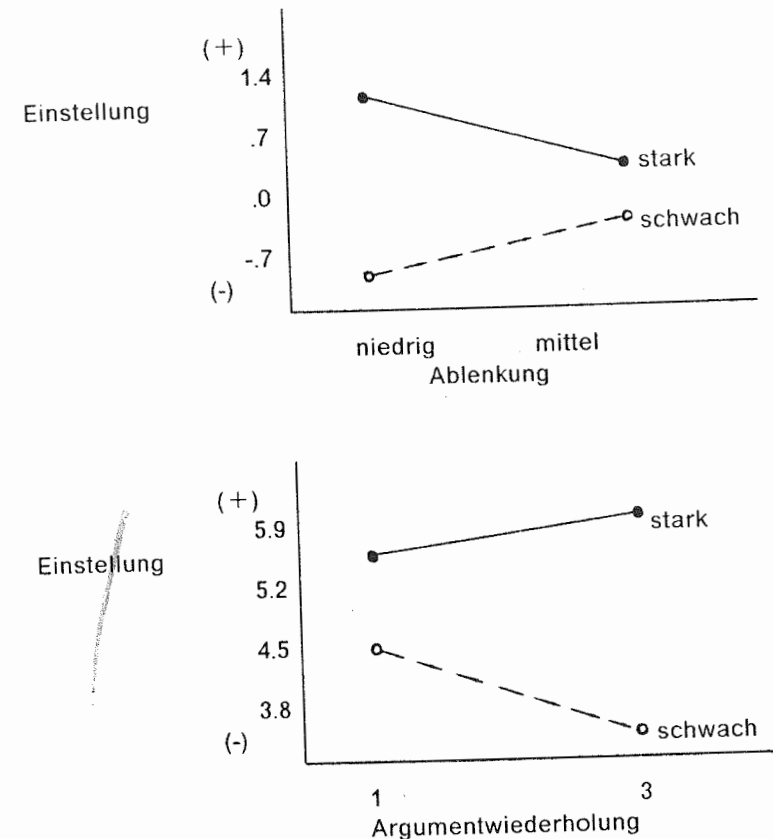 (+)
1.4
Einstellung
.7
stark
.0
schwach
-.7
(-)
niedrig mittel
Ablenkung
(+)
5.9
stark
Einstellung
5.2
4.5
3.8
schwach
(-)
1 3
Argumentwiederholung